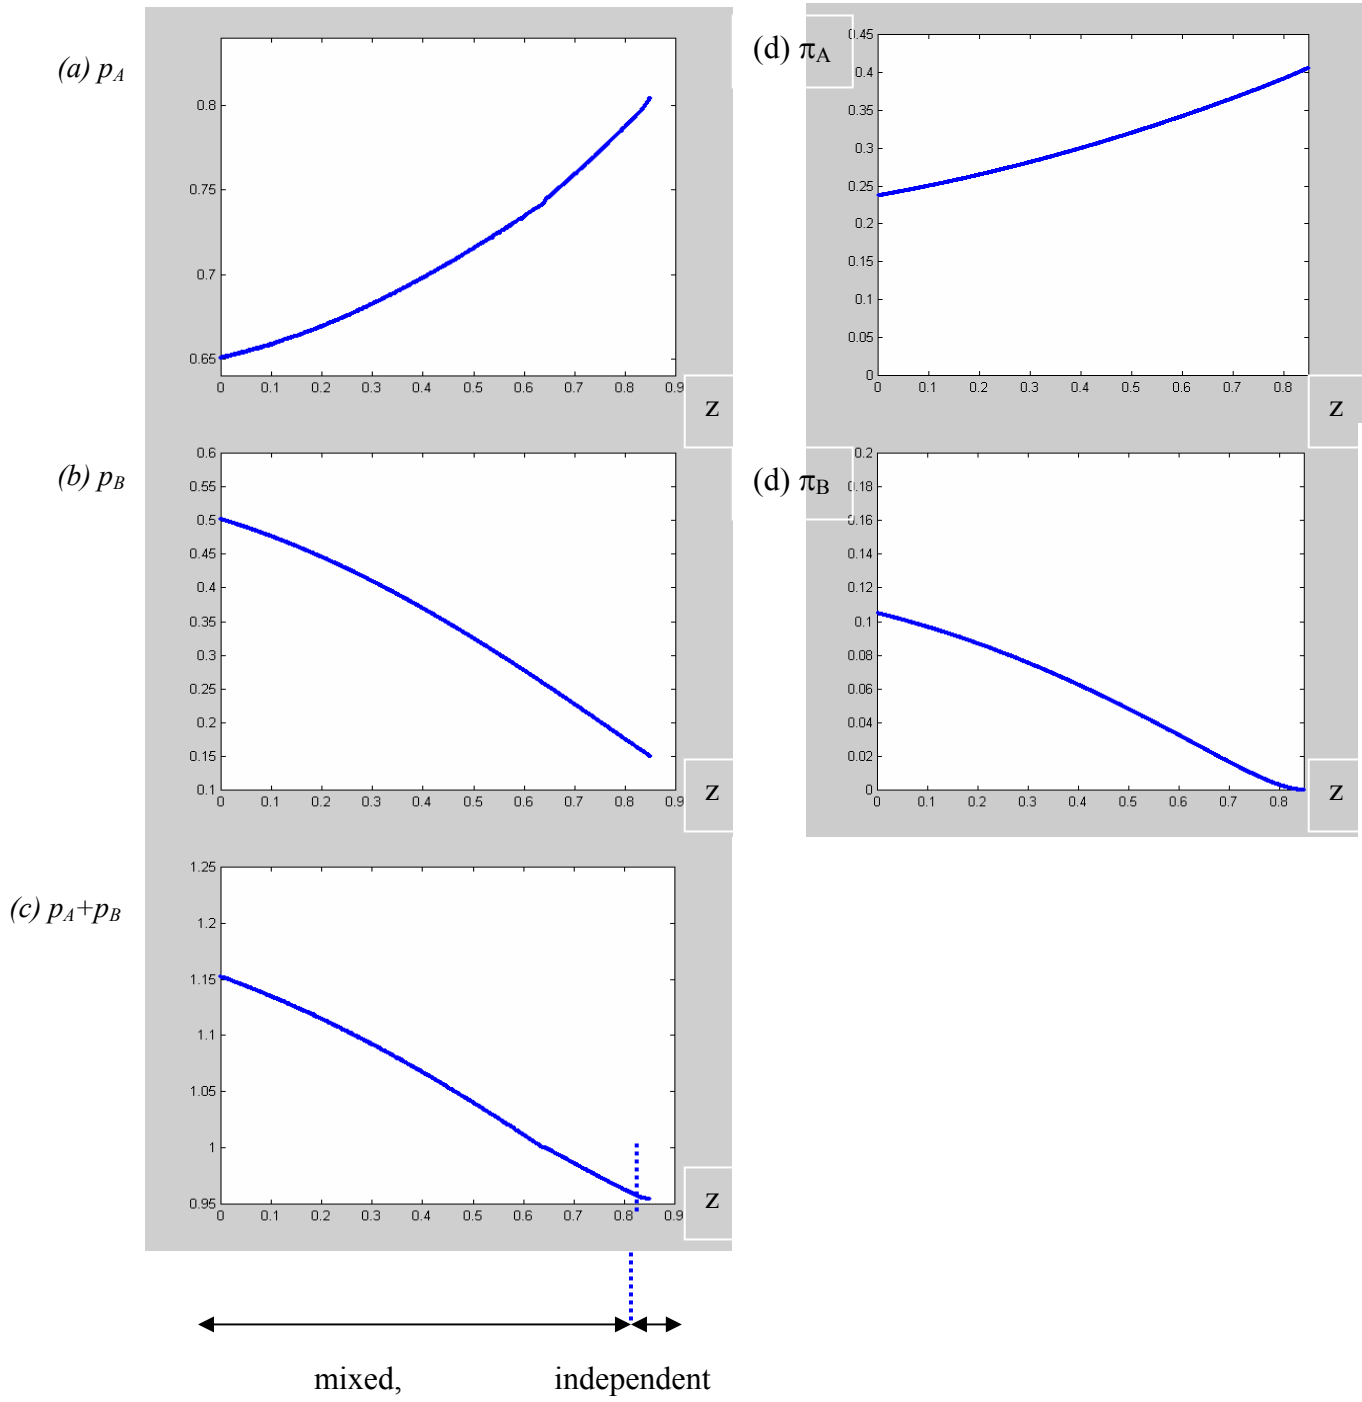 (a) pA
0.8
0.75
0.7
0.65
0 0.1 0.2 0.3 0.4 0.5 0.6 0.7 0.8 0.9
z
(d) πA
0.45
0.4
0.35
0.3
0.25
0.2
0.15
0.1
0.05
0
0 0.1 0.2 0.3 0.4 0.5 0.6 0.7 0.8
z
(b) pB
0.6
0.55
0.5
0.45
0.4
0.35
0.3
0.25
0.2
0.15
0.1
0 0.1 0.2 0.3 0.4 0.5 0.6 0.7 0.8 0.9
z
(d) πB
0.2
0.18
0.16
0.14
0.12
0.1
0.08
0.06
0.04
0.02
0
0 0.1 0.2 0.3 0.4 0.5 0.6 0.7 0.8
z
(c) pA+pB
1.25
1.2
1.15
1.1
1.05
1
0.95
0 0.1 0.2 0.3 0.4 0.5 0.6 0.7 0.8 0.9
z
mixed, independent